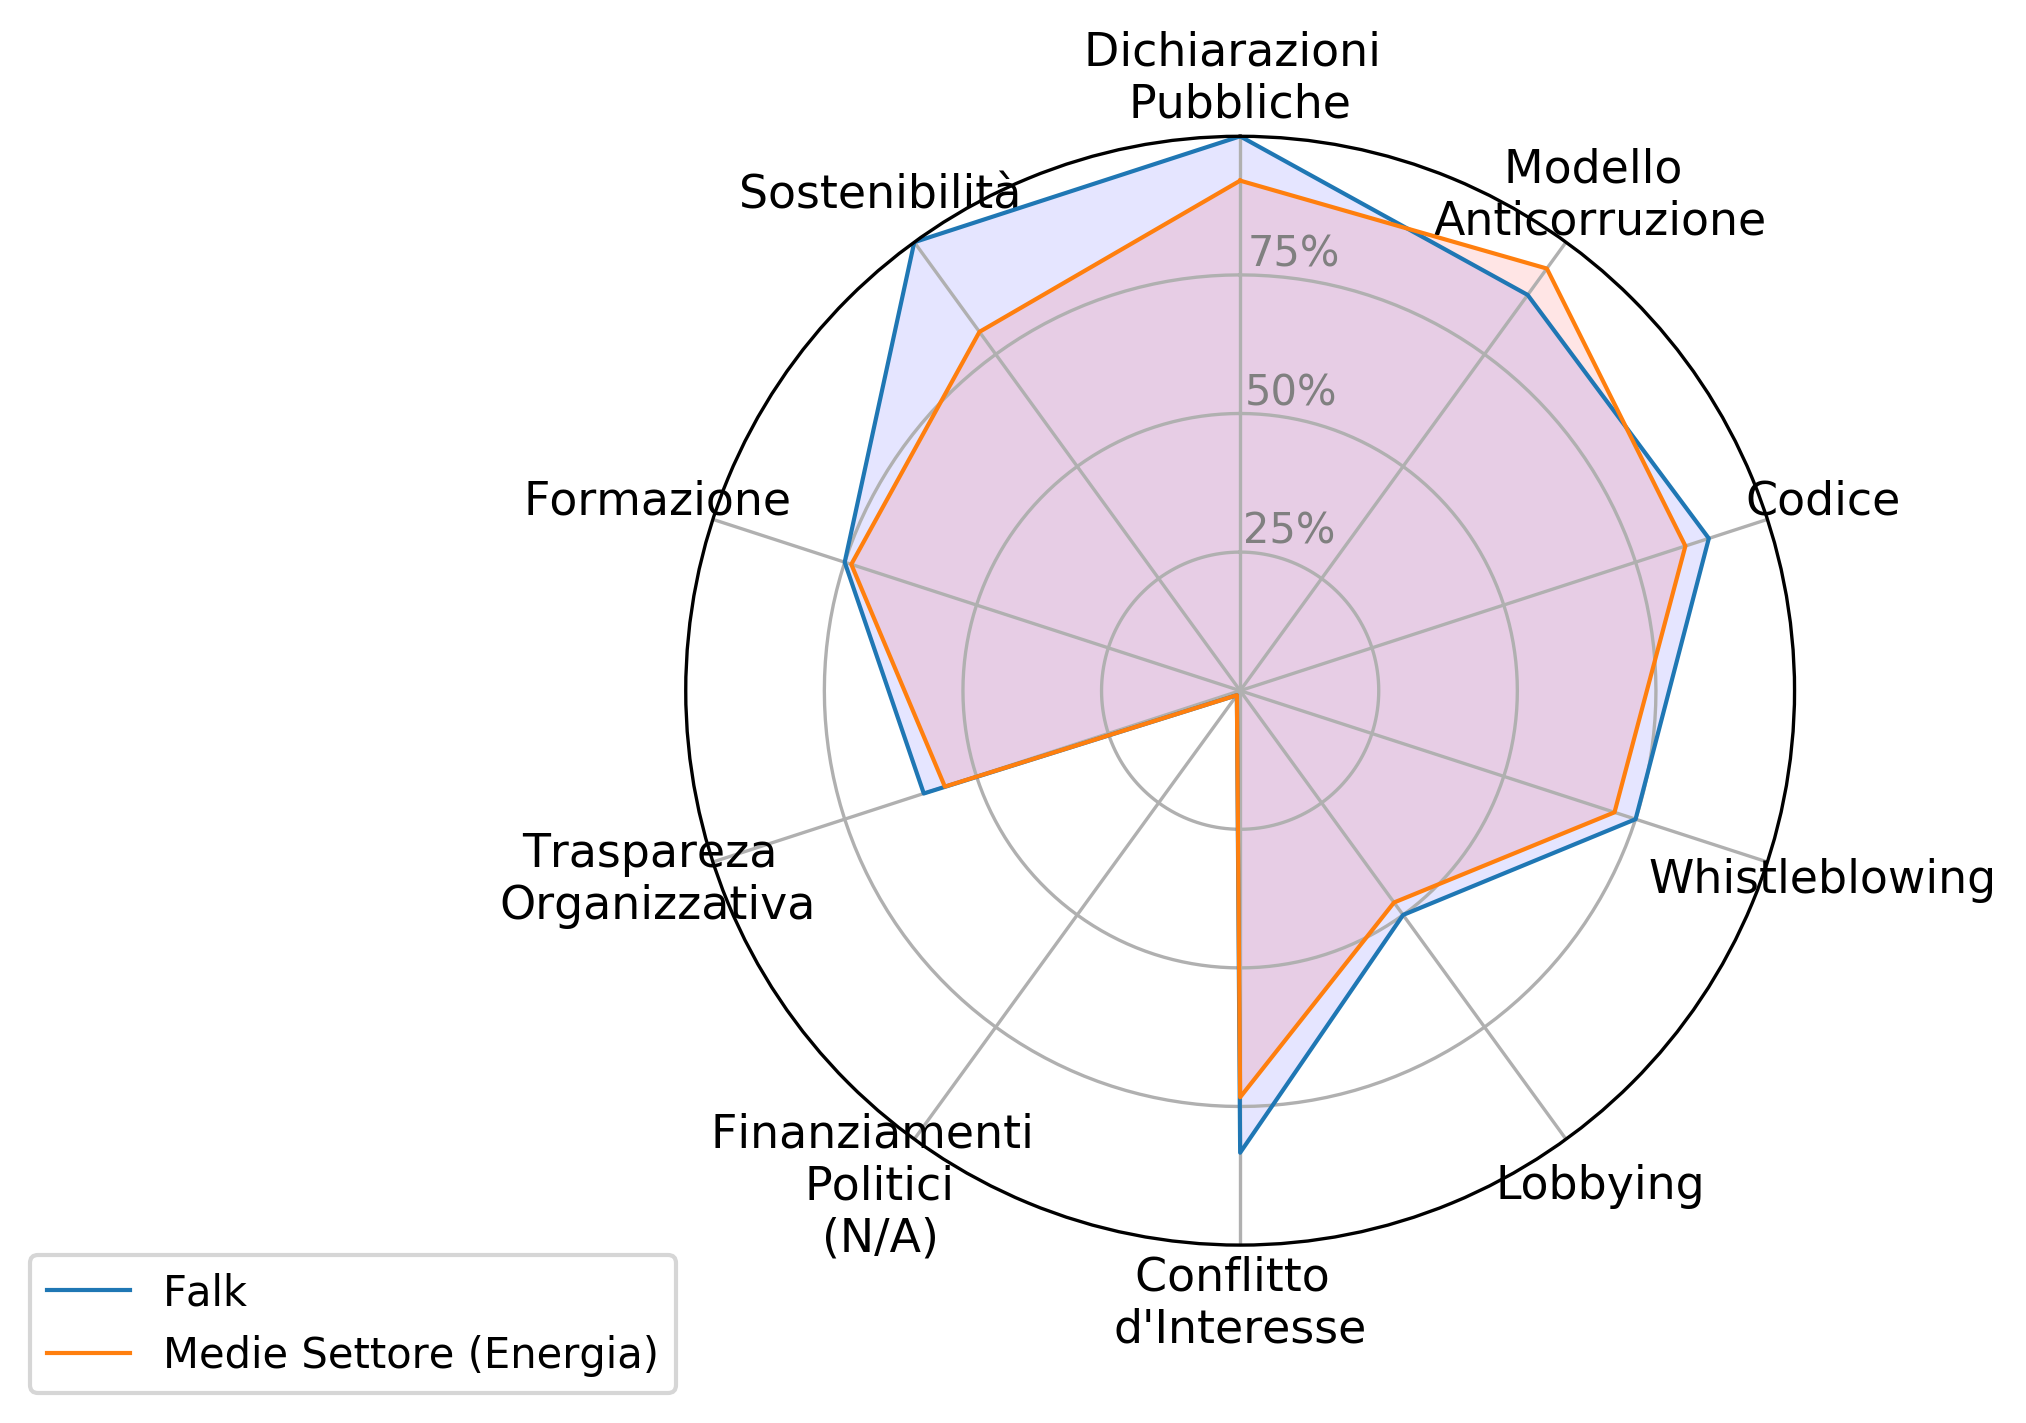 Dichiarazioni
Pubbliche
Modello
Anticorruzione
Sostenibilità
75%
50%
Formazione
Codice
25%
Traspareza
Organizzativa
Whistleblowing
Finanziamenti
Politici
(N/A)
Lobbying
Conflitto
d'Interesse
Falk
Medie Settore (Energia)